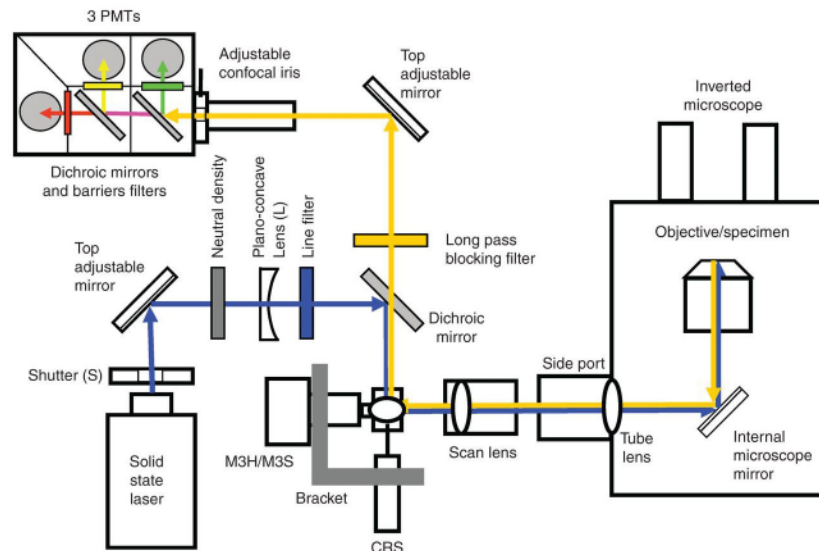 3 PMTs
Adjustable
confocal iris
Top
adjustable
mirror
Inverted
microscope
Dichroic mirrors
and barriers filters
Neutral density
Plano-concave
Lens (L)
Line filter
Long pass
blocking filter
Objective/specimen
Top
adjustable
mirror
Dichroic
mirror
Shutter (S)
Side port
Solid
state
laser
M3H/M3S
Bracket
CRS
Scan lens
Tube
lens
Internal
microscope
mirror